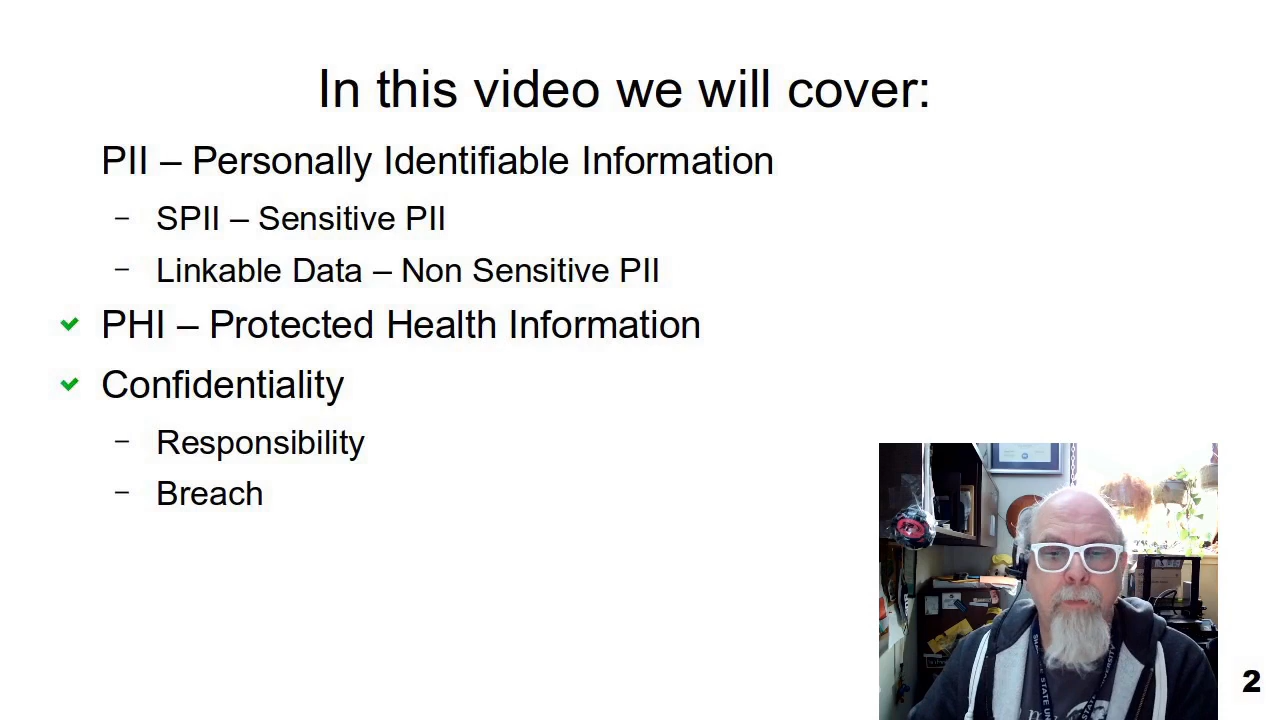 In this video we will cover:
PII – Personally Identifiable Information
– SPII – Sensitive PII
– Linkable Data – Non Sensitive PII
PHI – Protected Health Information
Confidentiality
– Responsibility
– Breach
STATE
2